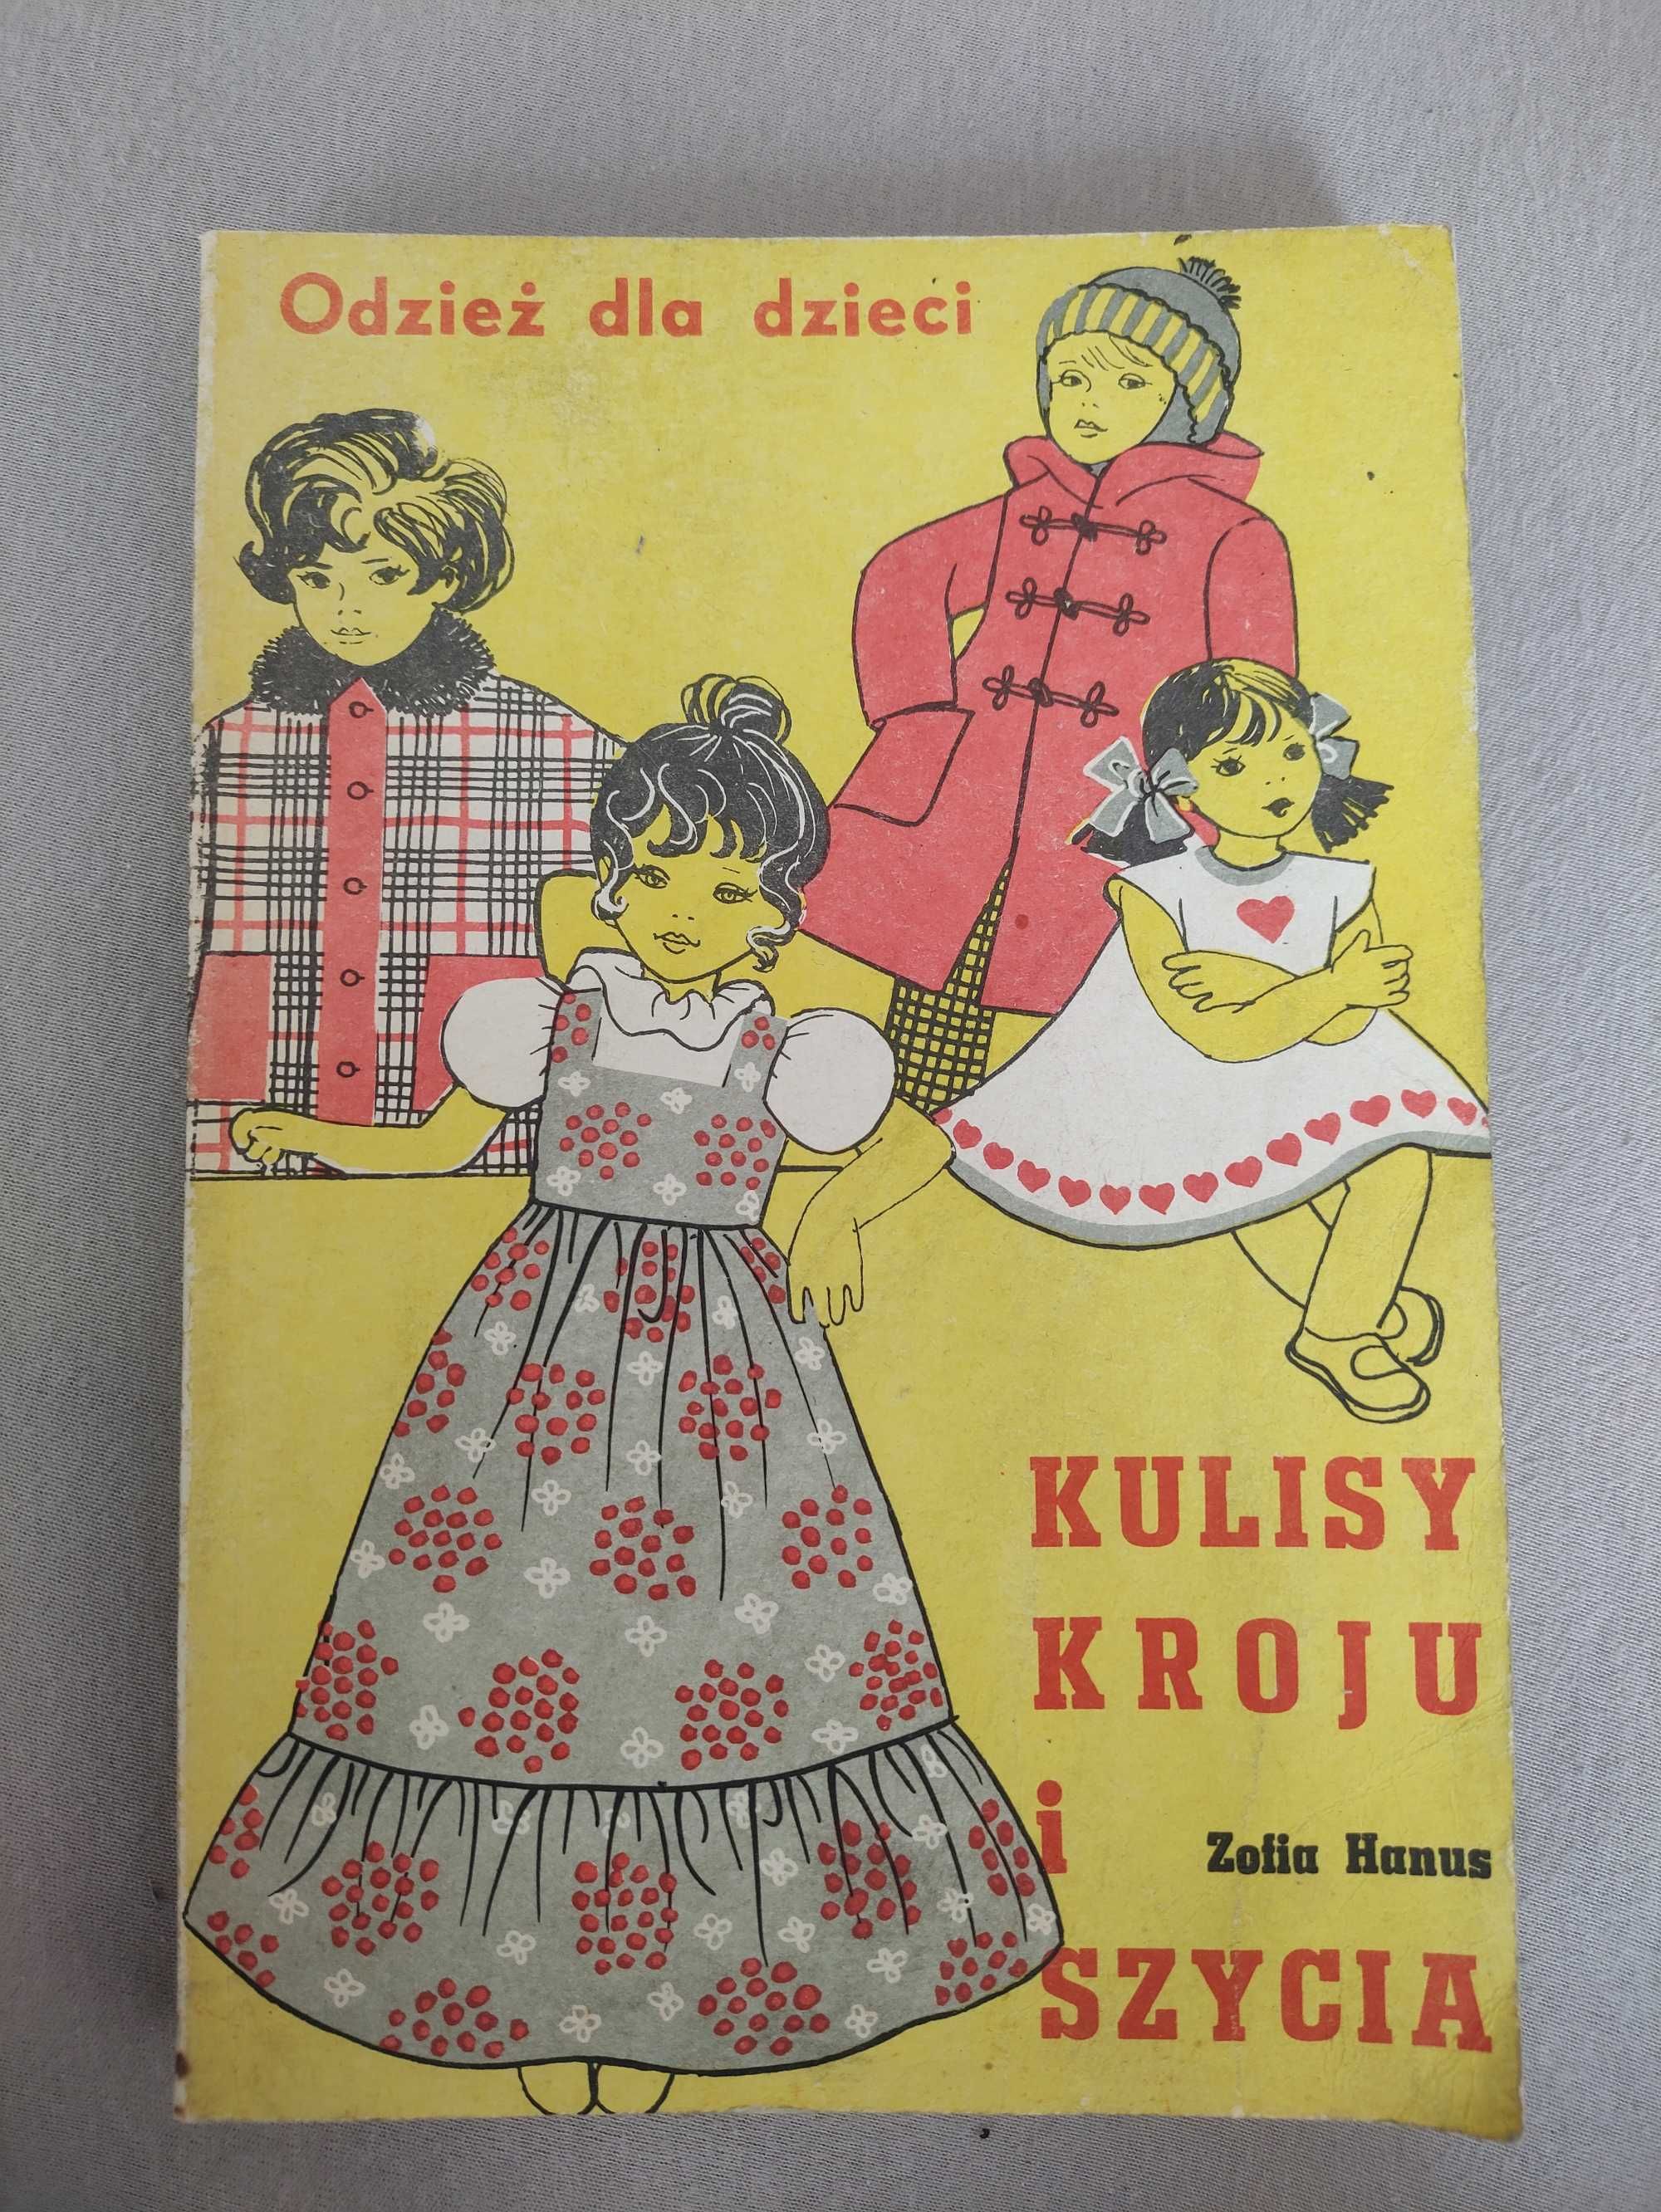 Odzież dla dzieci
KULISY
KROJU
i
Zofia Hanus
SZYCIA